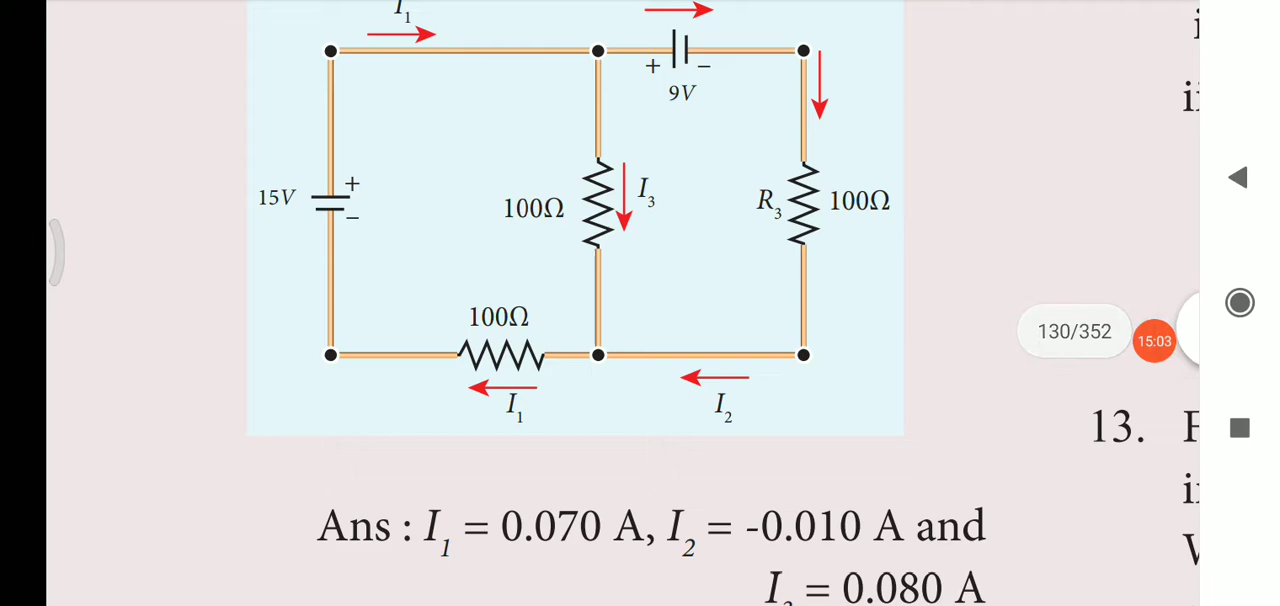 I₁
+ −
9V
15V
+
−
100Ω
I₃
R₃
100Ω
100Ω
130/352
15:03
I₁
I₂
13.
Ans : I₁ = 0.070 A, I₂ = -0.010 A and
I₃ = 0.080 A